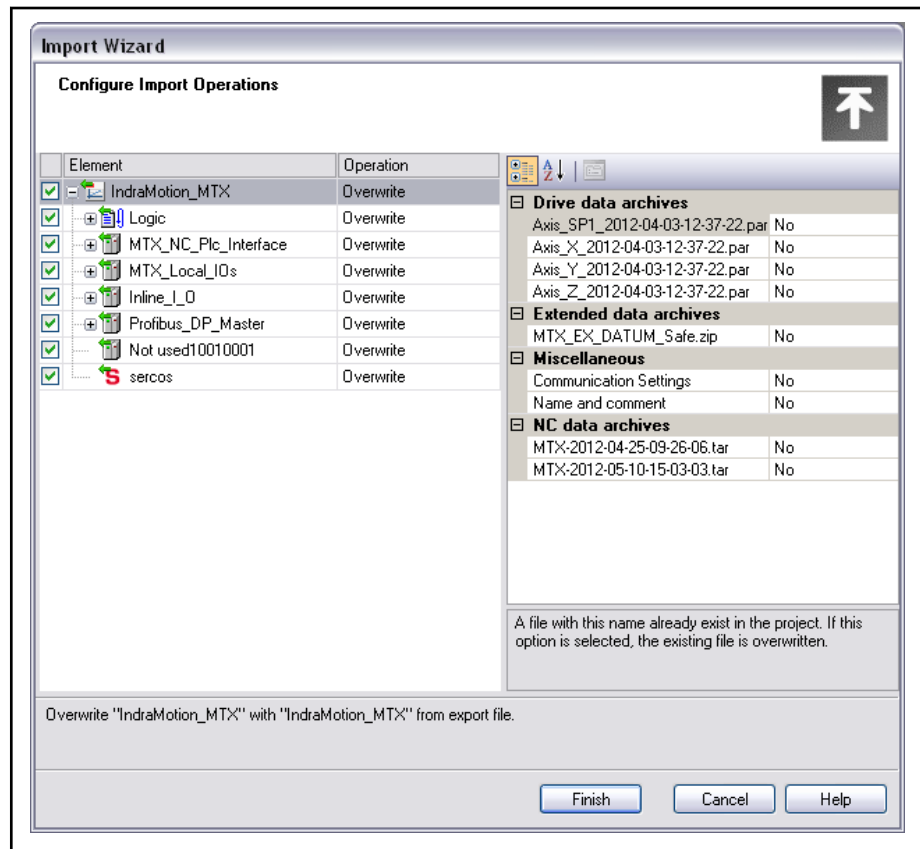 Import Wizard
Configure Import Operations
Element Operation
IndraMotion_MTX Overwrite
Logic Overwrite
MTX_NC_Plc_Interface Overwrite
MTX_Local_IOs Overwrite
Inline_I_O Overwrite
Profibus_DP_Master Overwrite
Not used10010001 Overwrite
sercos Overwrite
Drive data archives
Axis_SP1_2012-04-03-12-37-22.par No
Axis_X_2012-04-03-12-37-22.par No
Axis_Y_2012-04-03-12-37-22.par No
Axis_Z_2012-04-03-12-37-22.par No
Extended data archives
MTX_EX_DATUM_Safe.zip No
Miscellaneous
Communication Settings No
Name and comment No
NC data archives
MTX-2012-04-25-09-26-06.tar No
MTX-2012-05-10-15-03-03.tar No
A file with this name already exist in the project. If this
option is selected, the existing file is overwritten.
Overwrite "IndraMotion_MTX" with "IndraMotion_MTX" from export file.
Finish Cancel Help